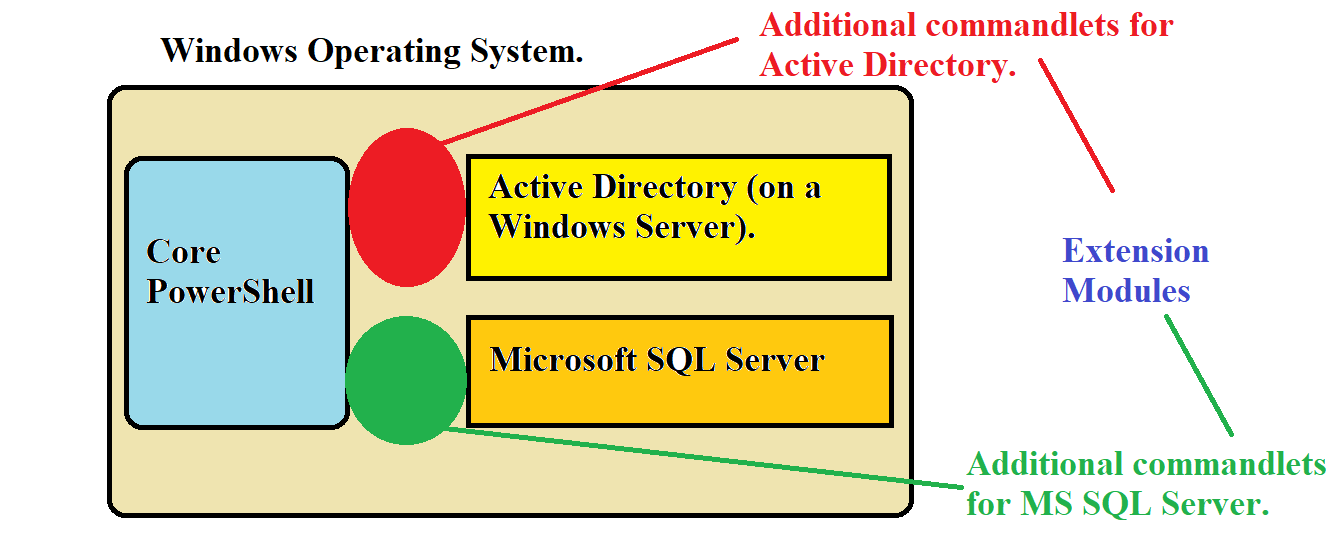 Windows Operating System.
Additional commandlets for
Active Directory.
Core
PowerShell
Active Directory (on a
Windows Server).
Microsoft SQL Server
Extension
Modules
Additional commandlets
for MS SQL Server.